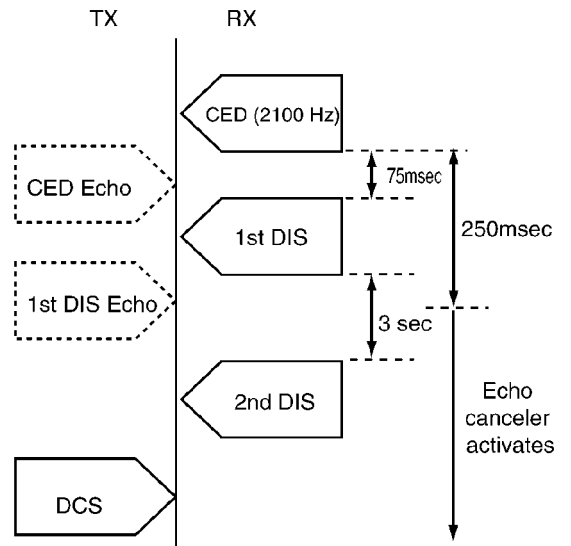 TX RX
CED (2100 Hz)
CED Echo
75msec
1st DIS
250msec
1st DIS Echo
3 sec
2nd DIS
Echo
canceler
activates
DCS